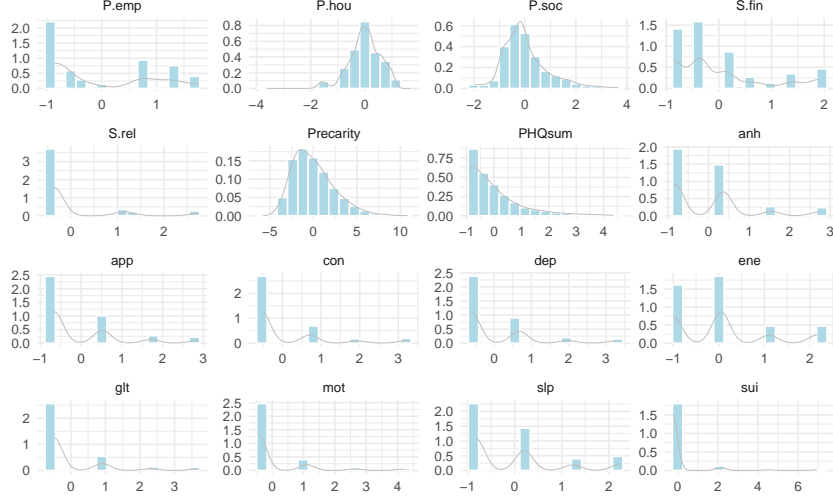 P.emp P.hou P.soc S.fin
2.0 0.8 0.6 1.5
1.5 0.6 0.4 1.0
1.0 0.4 0.2 0.5
0.5 0.2 0.0 0.0
0.0 0.0
−1 0 1 −4 −2 0 −2 0 2 4 −1 0 1 2
S.rel Precarity PHQsum anh
3 0.15 0.75 2.0
2 0.10 0.50 1.5
1 0.05 0.25 1.0
0 0.00 0.00 0.5
0.0
0 2 −5 0 5 10 −1 0 1 2 3 4 0 1 2 3
app con dep ene
2.5 2 2.5 1.5
2.0 1 2.0 1.0
1.5 0 1.5 0.5
1.0 1.0 0.0
0.5 0.5
0.0 0.0
−1 0 1 2 3 0 1 2 3 0 1 2 3 −1 0 1 2
glt mot slp sui
2 2.5 2.0 1.5
1 2.0 1.5 1.0
0 1.5 1.0 0.5
1.0 0.5 0.0
0.5 0.0
0.0
0 1 2 3 0 1 2 3 4 −1 0 1 2 0 2 4 6